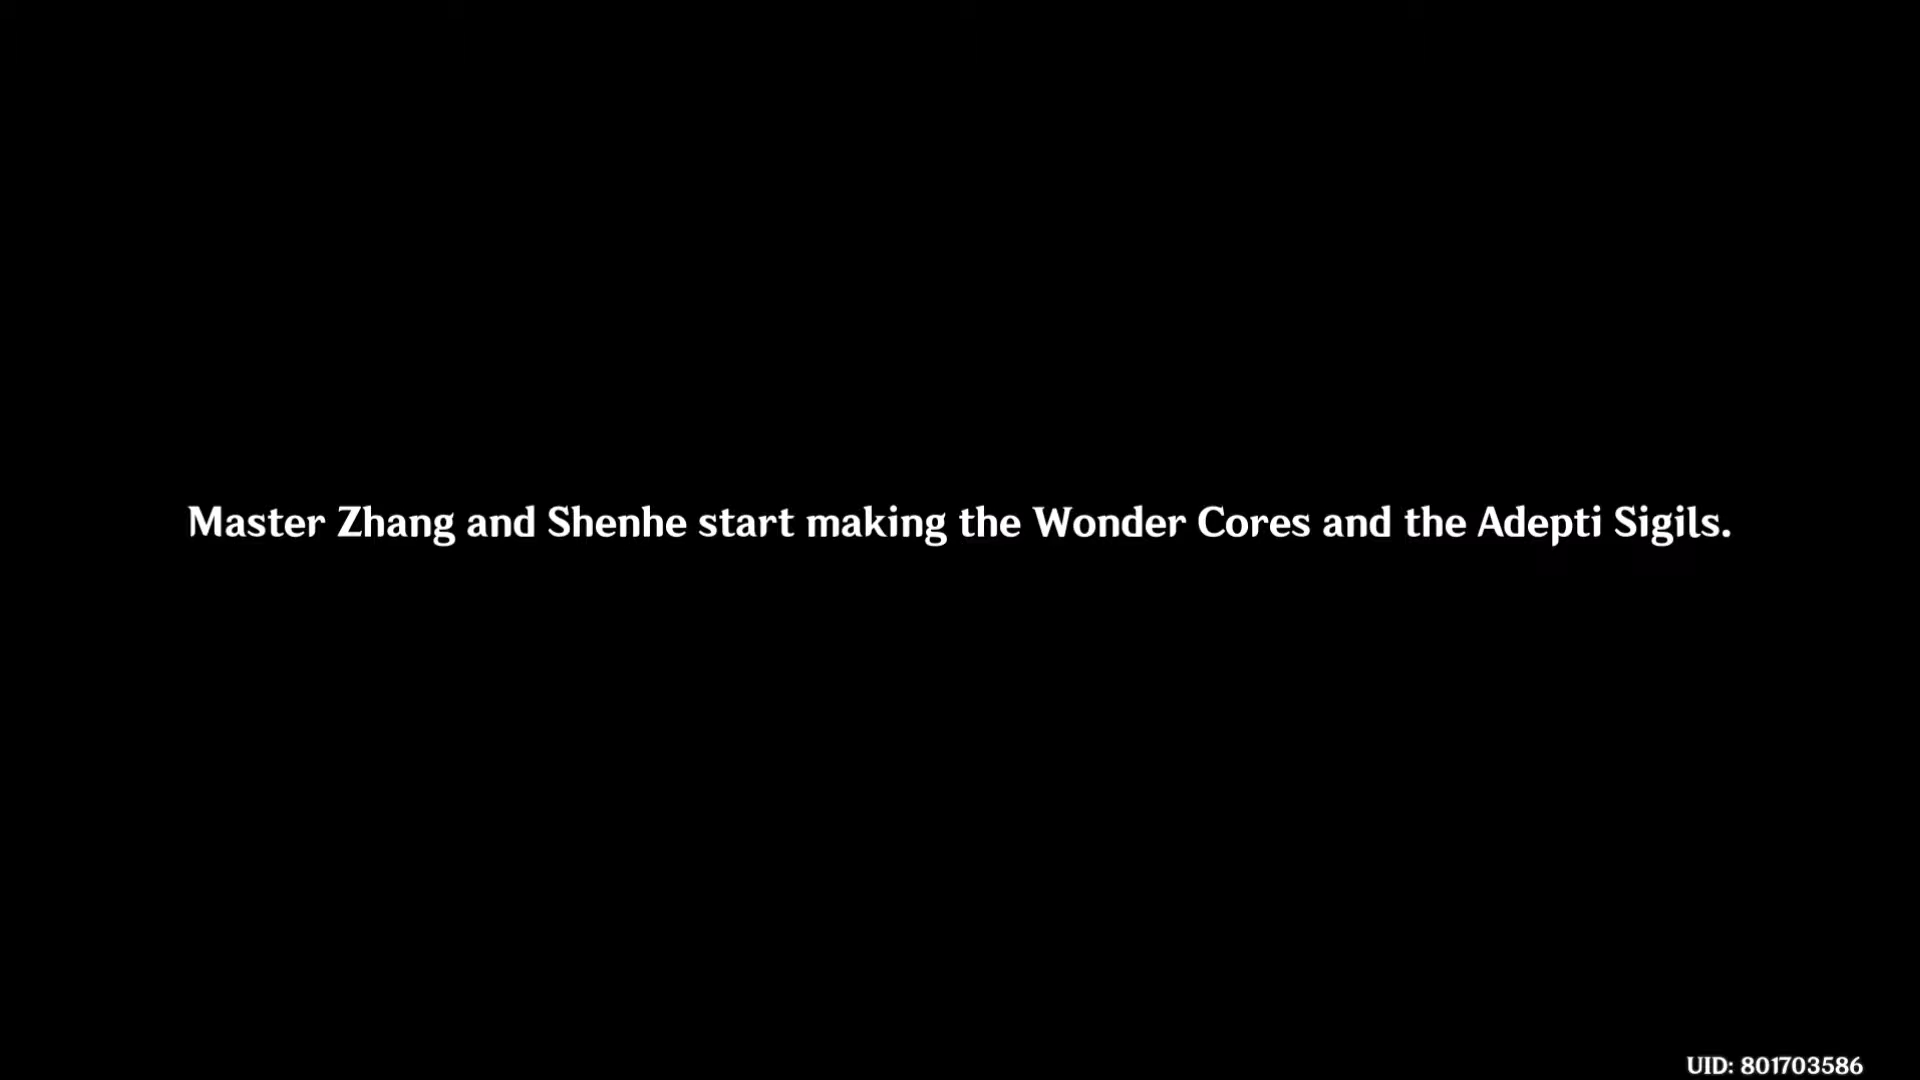 Master Zhang and Shenhe start making the Wonder Cores and the Adepti Sigils.
UID: 801703586